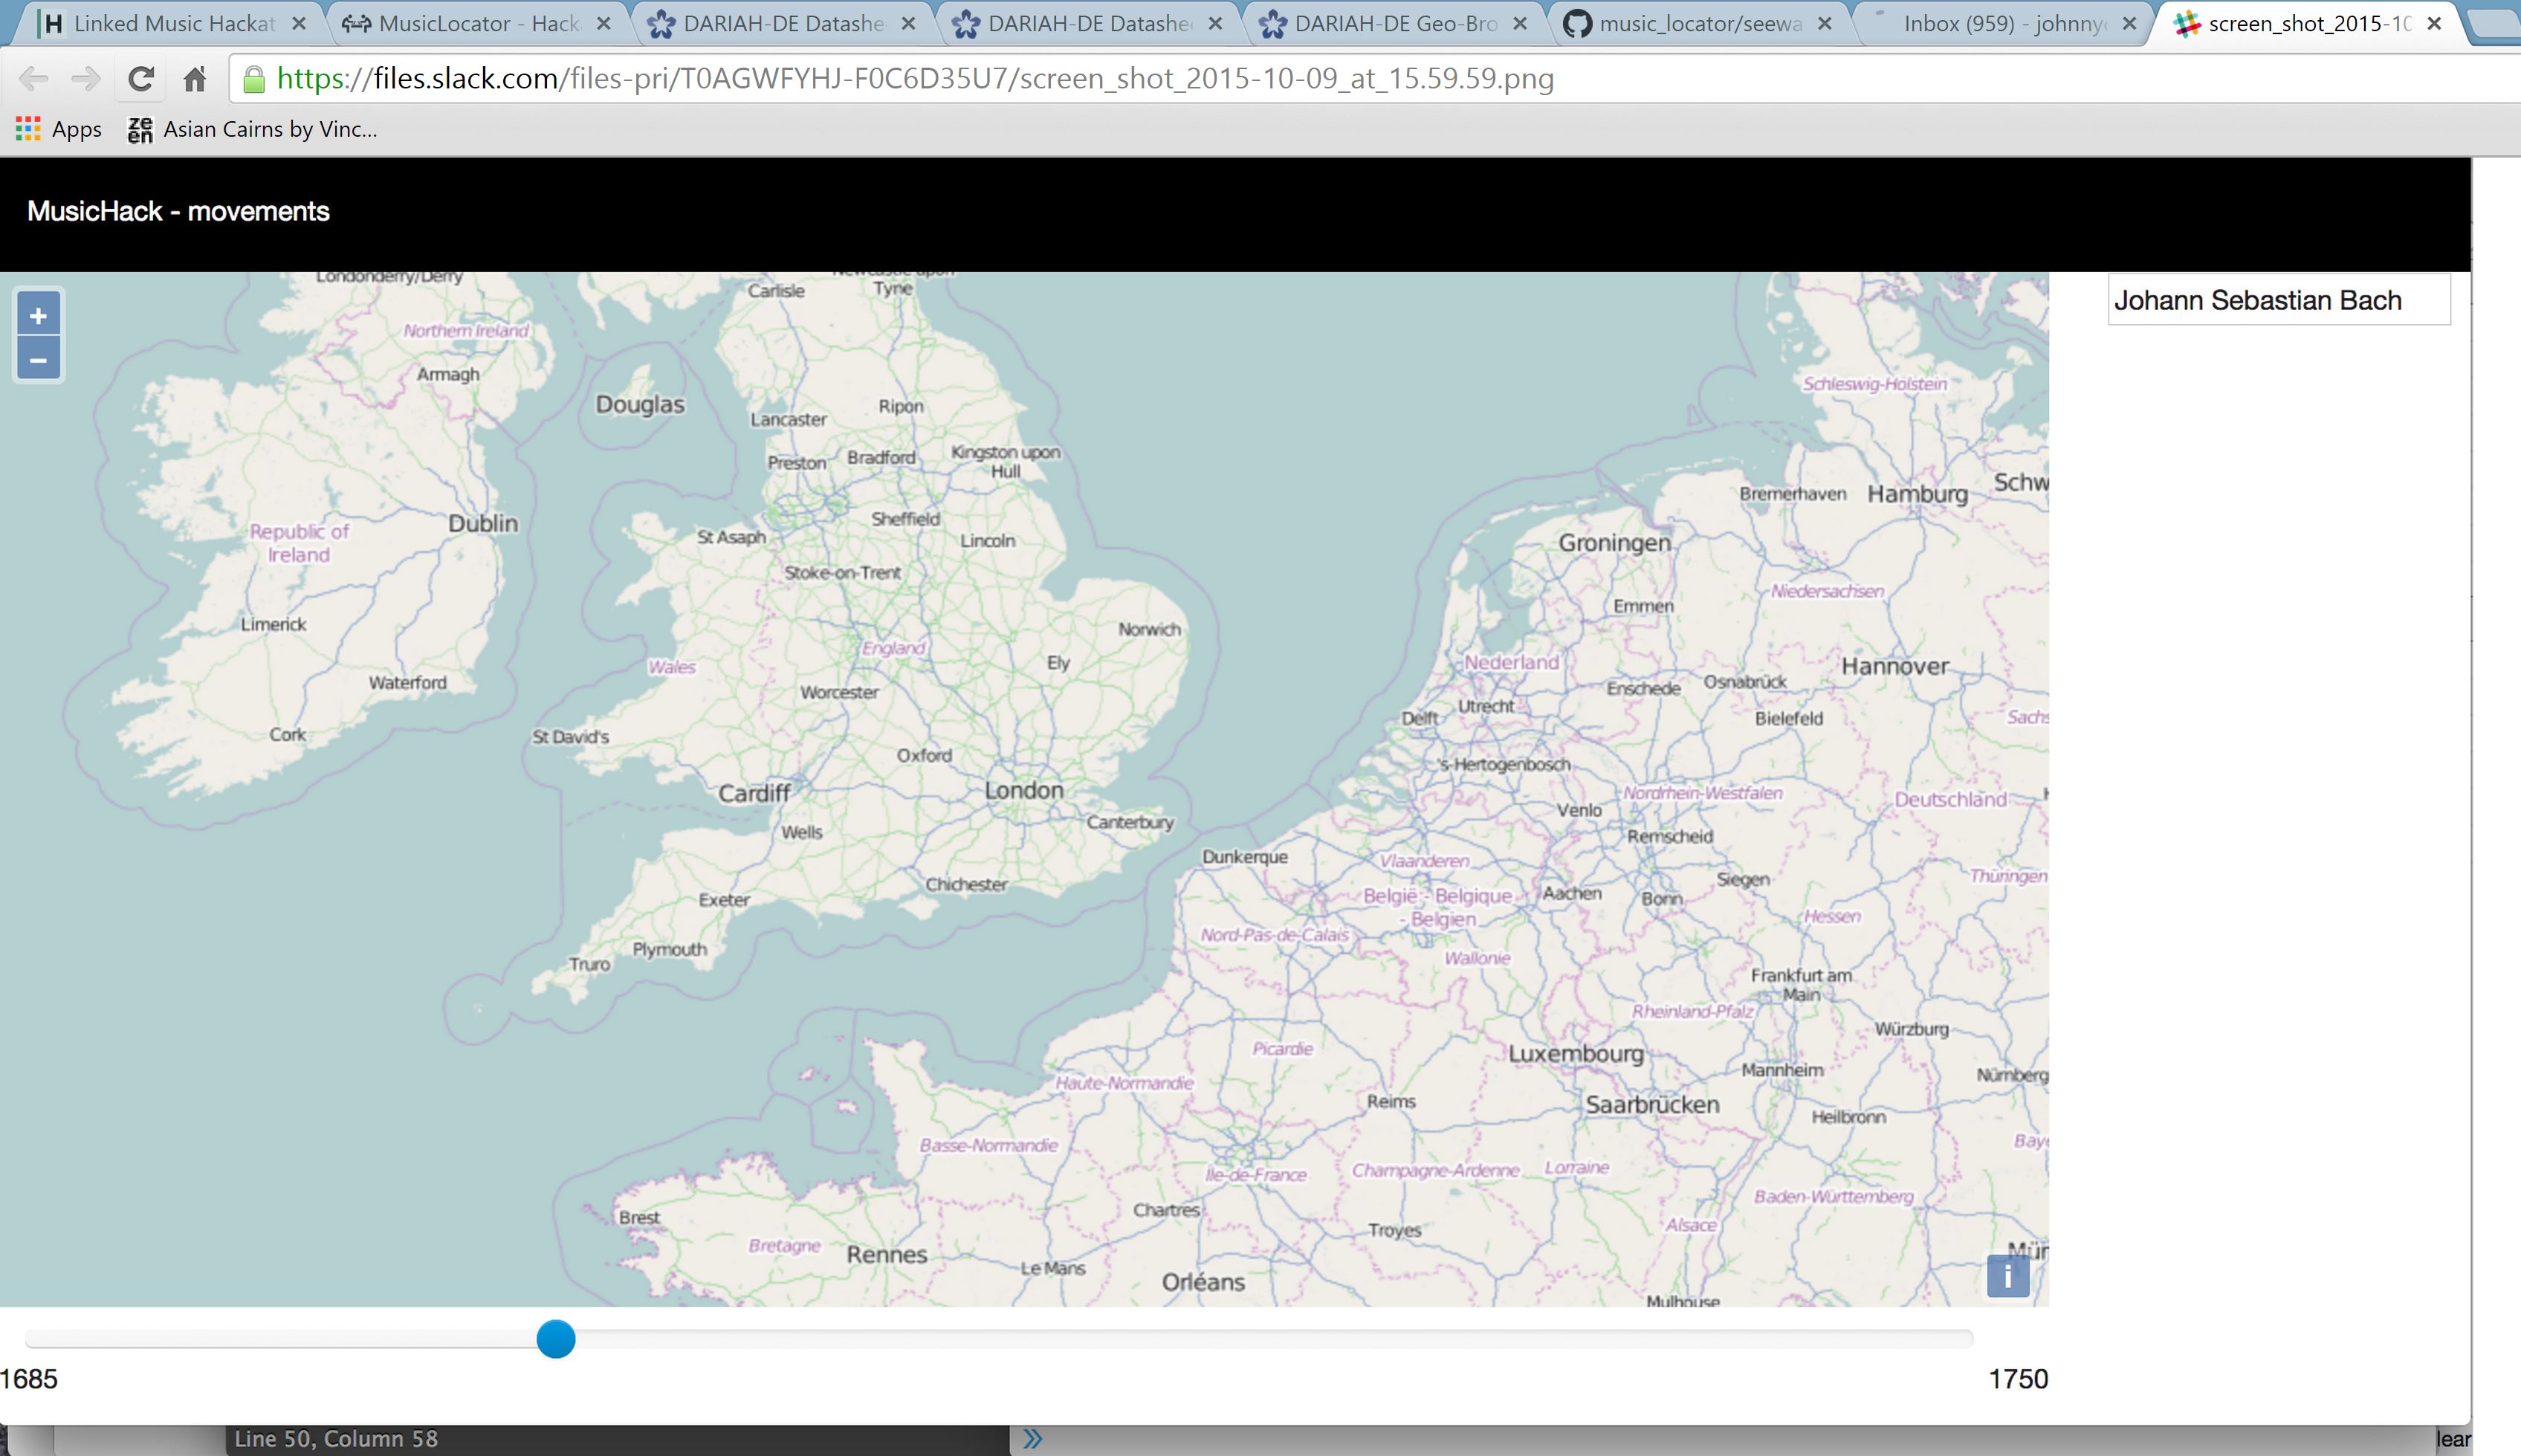 Linked Music Hackat
MusicLocator - Hack
DARIAH-DE Datashe
DARIAH-DE Datashe
DARIAH-DE Geo-Bro
music_locator/seewa
Inbox (959) - johnny
screen_shot_2015-10
https://files.slack.com/files-pri/T0AGWFYHJ-F0C6D35U7/screen_shot_2015-10-09_at_15.59.59.png
Apps
zeen
Asian Cairns by Vinc...
MusicHack - movements
Johann Sebastian Bach
+
−
Londonderry/Derry
Newcastle upon
Tyne
Carlisle
Northern Ireland
Armagh
Douglas
Schleswig-Holstein
Lancaster
Ripon
Preston
Bradford
Kingston upon
Hull
Schw
Bremerhaven
Hamburg
Dublin
Sheffield
Republic of
Ireland
St Asaph
Lincoln
Groningen
Stoke-on-Trent
Niedersachsen
Emmen
Limerick
Norwich
England
Ely
Wales
Nederland
Hannover
Waterford
Worcester
Enschede
Osnabrück
Utrecht
Delft
Bielefeld
Sachs
Cork
St David's
Oxford
's-Hertogenbosch
Cardiff
London
Nordrhein-Westfalen
Deutschland
Venlo
Canterbury
Wells
Remscheid
Dunkerque
Vlaanderen
Chichester
Siegen
Thüringen
België - Belgique
- Belgien
Aachen
Bonn
Exeter
Hessen
Nord-Pas-de-Calais
Plymouth
Wallonie
Truro
Frankfurt am
Main
Rheinland-Pfalz
Würzburg
Picardie
Luxembourg
Mannheim
Nürnberg
Haute-Normandie
Reims
Saarbrücken
Heilbronn
Basse-Normandie
Baye
Île-de-France
Champagne-Ardenne
Lorraine
Baden-Württemberg
Brest
Chartres
Troyes
Alsace
Bretagne
Rennes
Mün
Le Mans
Orléans
i
Mulhouse
1685
1750
Line 50, Column 58
»
lear